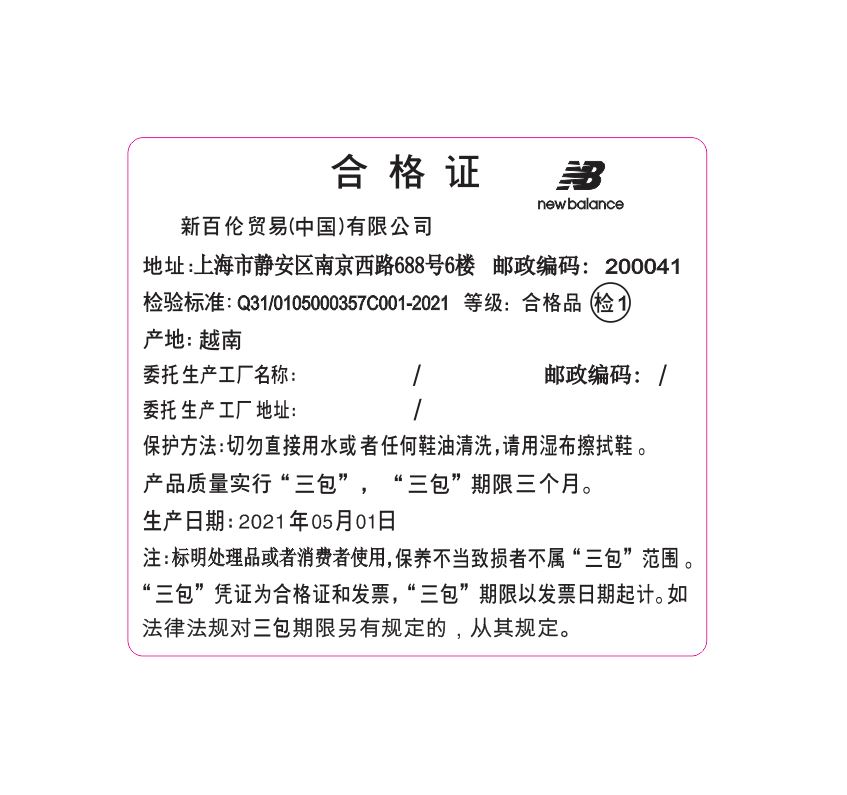 合格证
NB
new balance
新百伦贸易(中国)有限公司
地址:上海市静安区南京西路688号6楼 邮政编码: 200041
检验标准: Q31/0105000357C001-2021 等级: 合格品 检1
产地: 越南
委托生产工厂名称: / 邮政编码: /
委托生产工厂地址: /
保护方法:切勿直接用水或者任何鞋油清洗,请用湿布擦拭鞋。
产品质量实行“三包”, “三包”期限三个月。
生产日期:2021年05月01日
注:标明处理品或者消费者使用,保养不当致损者不属“三包”范围。
“三包”凭证为合格证和发票,“三包”期限以发票日期起计。如
法律法规对三包期限另有规定的,从其规定。